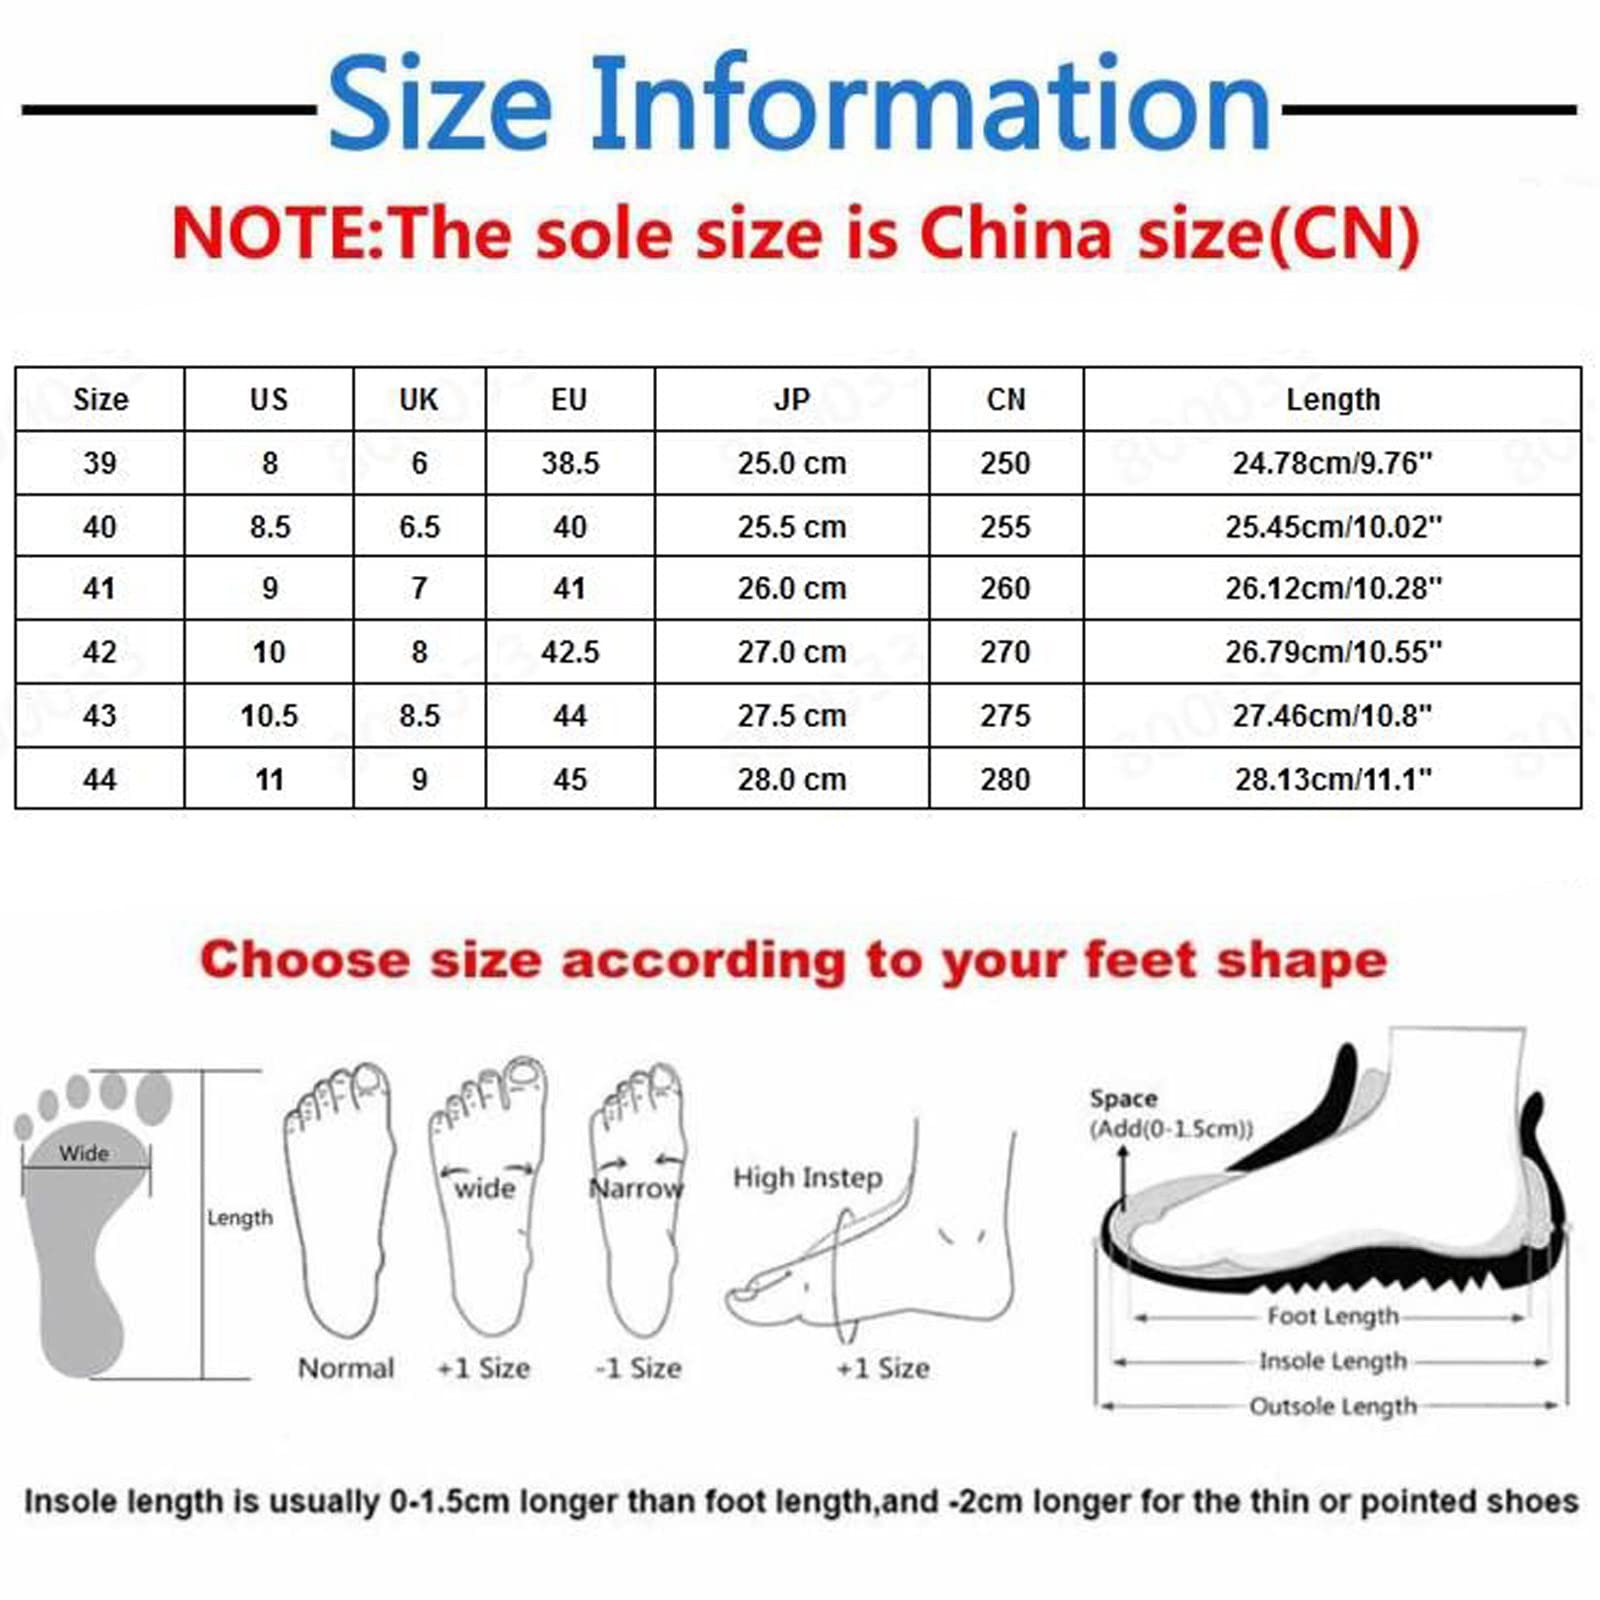 Size Information
NOTE:The sole size is China size(CN)
Size US UK EU JP CN Length
39 8 6 38.5 25.0 cm 250 24.78cm/9.76"
40 8.5 6.5 40 25.5 cm 255 25.45cm/10.02"
41 9 7 41 26.0 cm 260 26.12cm/10.28"
42 10 8 42.5 27.0 cm 270 26.79cm/10.55"
43 10.5 8.5 44 27.5 cm 275 27.46cm/10.8"
44 11 9 45 28.0 cm 280 28.13cm/11.1"
Choose size according to your feet shape
Wide
Length
Normal
wide
+1 Size
Narrow
-1 Size
High Instep
+1 Size
Space
(Add(0-1.5cm))
Foot Length
Insole Length
Outsole Length
Insole length is usually 0-1.5cm longer than foot length,and -2cm longer for the thin or pointed shoes